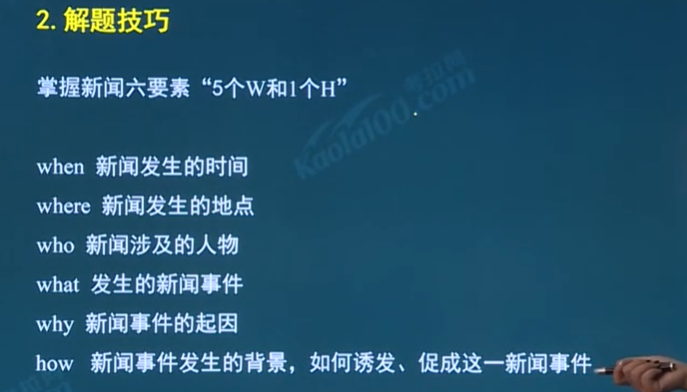 2. 解题技巧
掌握新闻六要素“5个W和1个H”
考拉网
Kaola100.com
when 新闻发生的时间
where 新闻发生的地点
who 新闻涉及的人物
what 发生的新闻事件
why 新闻事件的起因
how 新闻事件发生的背景，如何诱发、促成这一新闻事件